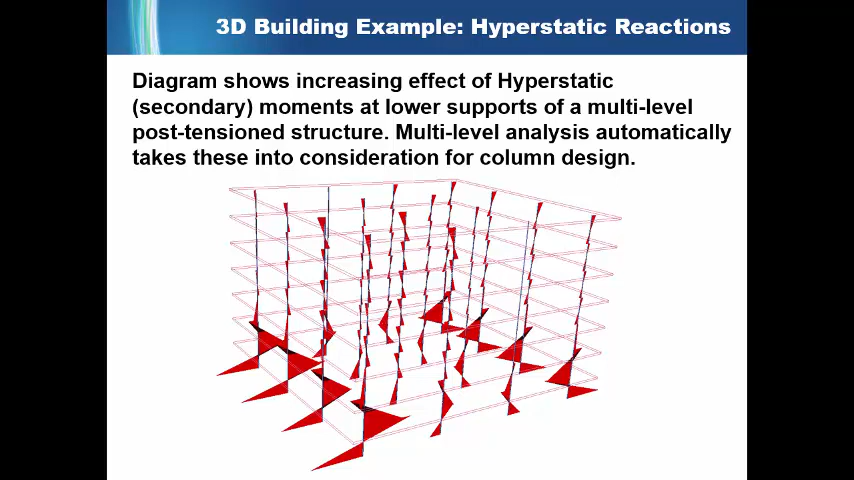 3D Building Example: Hyperstatic Reactions
Diagram shows increasing effect of Hyperstatic
(secondary) moments at lower supports of a multi-level
post-tensioned structure. Multi-level analysis automatically
takes these into consideration for column design.